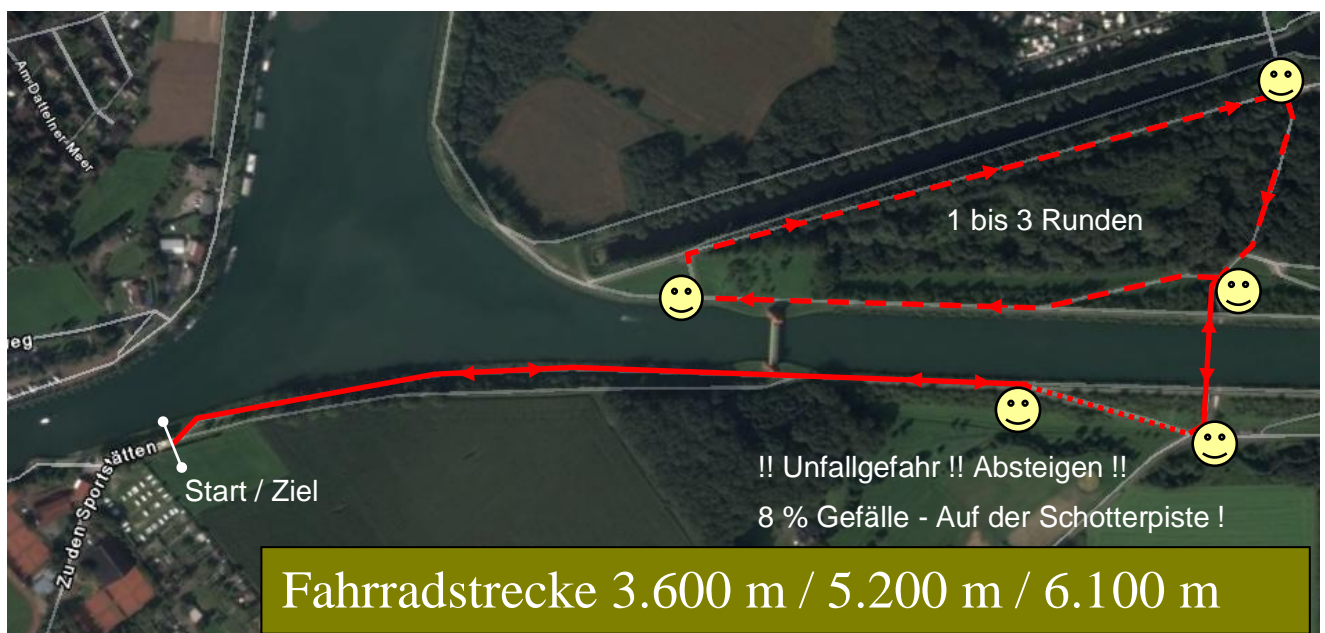 Am-Dattelner-Meer
1 bis 3 Runden
eg
Zu den Sportstätten
Start / Ziel
!! Unfallgefahr !! Absteigen !!
8 % Gefälle - Auf der Schotterpiste !
Fahrradstrecke 3.600 m / 5.200 m / 6.100 m